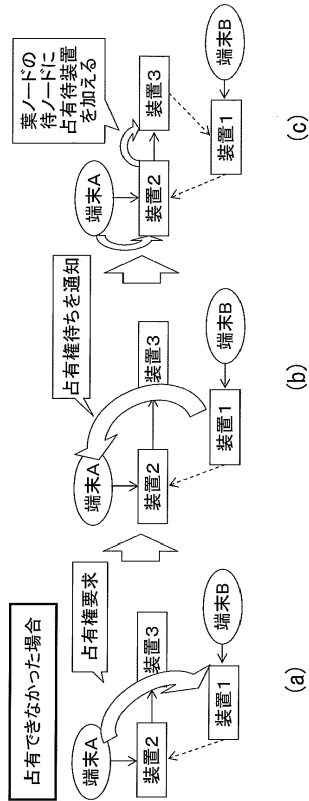 占有できなかった場合
占有権要求
端末A
装置2
装置3
装置1
端末B
(a)
占有権待ちを通知
端末A
装置2
装置3
装置1
端末B
(b)
葉ノードの
待ノードに
占有待装置
を加える
端末A
装置2
装置3
装置1
端末B
(c)